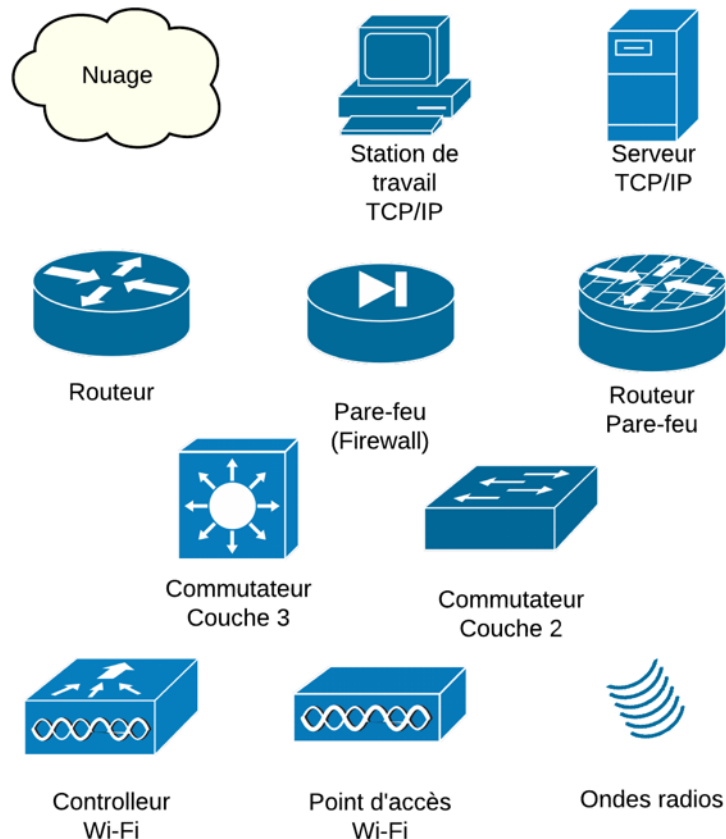 Nuage
Station de
travail
TCP/IP
Serveur
TCP/IP
Routeur
Pare-feu
(Firewall)
Routeur
Pare-feu
Commutateur
Couche 3
Commutateur
Couche 2
Controlleur
Wi-Fi
Point d'accès
Wi-Fi
Ondes radios